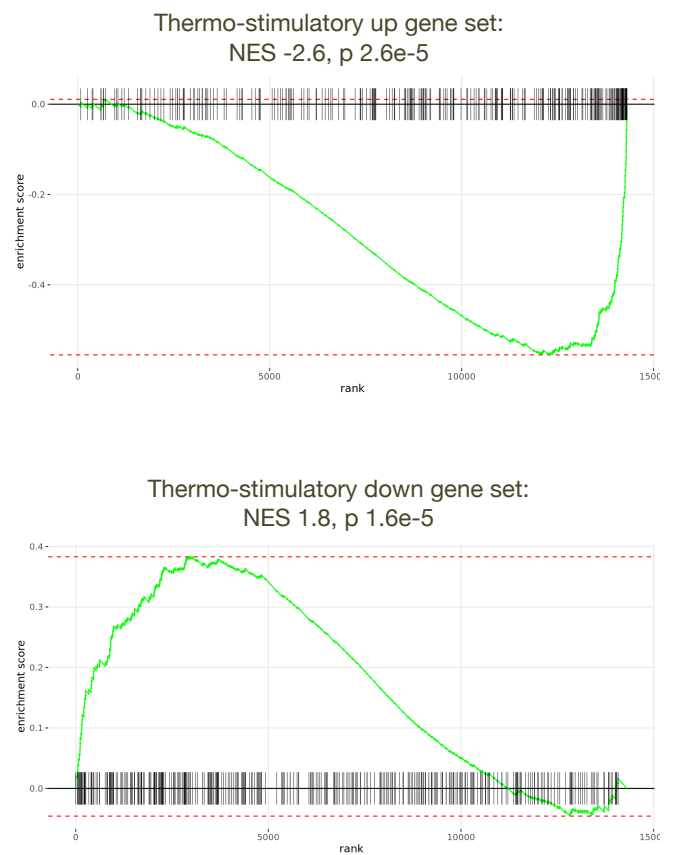 Thermo-stimulatory up gene set:
NES -2.6, p 2.6e-5
0.0
-0.2
-0.4
enrichment score
0 5000 10000 1500
rank
Thermo-stimulatory down gene set:
NES 1.8, p 1.6e-5
0.4
0.3
0.2
0.1
0.0
enrichment score
0 5000 10000 1500
rank